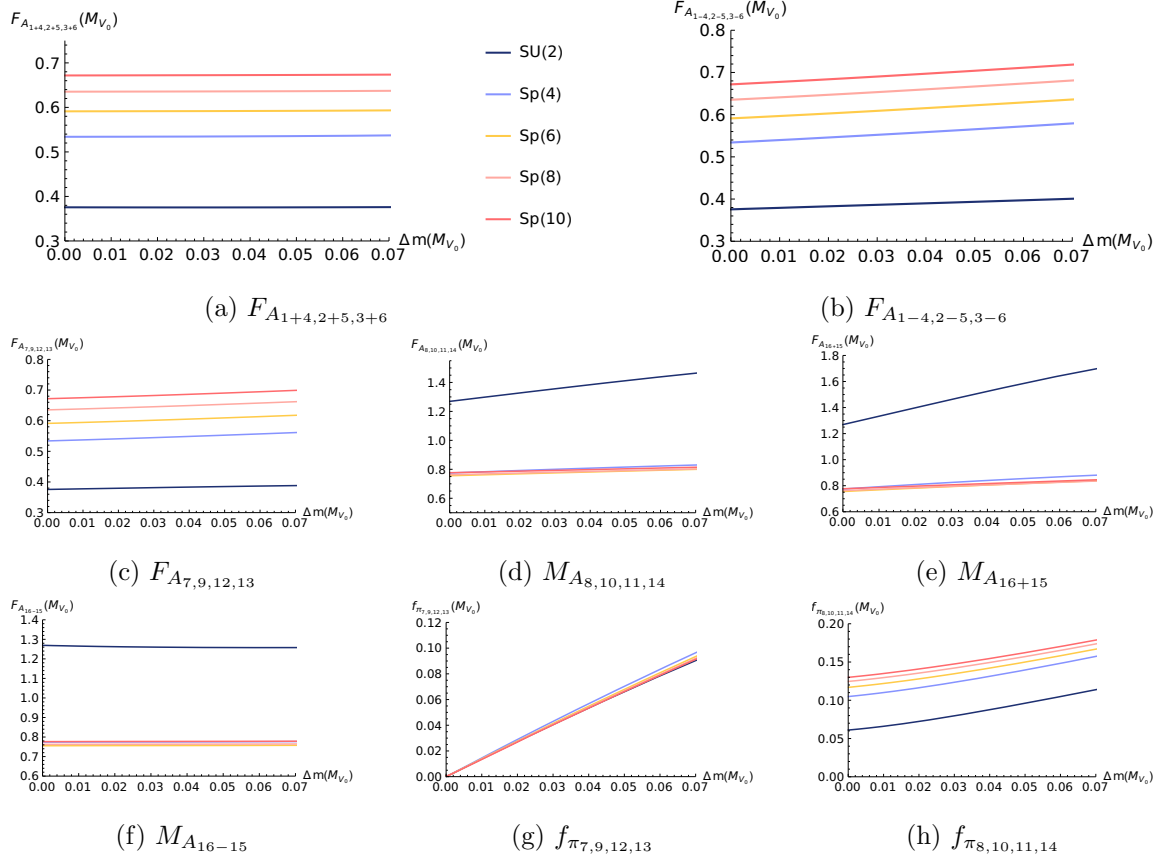 F_{A_{1+4,2+5,3+6}}(M_{V_0})
0.7
0.6
0.5
0.4
0.3
0.00 0.01 0.02 0.03 0.04 0.05 0.06 0.07
Δm(M_{V_0})
SU(2)
Sp(4)
Sp(6)
Sp(8)
Sp(10)
F_{A_{1-4,2-5,3-6}}(M_{V_0})
0.8
0.7
0.6
0.5
0.4
0.3
0.00 0.01 0.02 0.03 0.04 0.05 0.06 0.07
Δm(M_{V_0})
(a) F_{A_{1+4,2+5,3+6}}
(b) F_{A_{1-4,2-5,3-6}}
F_{A_{7,9,12,13}}(M_{V_0})
0.8
0.7
0.6
0.5
0.4
0.3
0.00 0.01 0.02 0.03 0.04 0.05 0.06 0.07
Δm(M_{V_0})
F_{A_{8,10,11,14}}(M_{V_0})
1.4
1.2
1.0
0.8
0.6
0.00 0.01 0.02 0.03 0.04 0.05 0.06 0.07
Δm(M_{V_0})
F_{A_{16+15}}(M_{V_0})
1.8
1.6
1.4
1.2
1.0
0.8
0.6
0.00 0.01 0.02 0.03 0.04 0.05 0.06 0.07
Δm(M_{V_0})
(c) F_{A_{7,9,12,13}}
(d) M_{A_{8,10,11,14}}
(e) M_{A_{16+15}}
F_{A_{16-15}}(M_{V_0})
1.4
1.3
1.2
1.1
1.0
0.9
0.8
0.7
0.6
0.00 0.01 0.02 0.03 0.04 0.05 0.06 0.07
Δm(M_{V_0})
f_{π_{7,9,12,13}}(M_{V_0})
0.12
0.10
0.08
0.06
0.04
0.02
0.00
0.00 0.01 0.02 0.03 0.04 0.05 0.06 0.07
Δm(M_{V_0})
f_{π_{8,10,11,14}}(M_{V_0})
0.20
0.15
0.10
0.05
0.00
0.00 0.01 0.02 0.03 0.04 0.05 0.06 0.07
Δm(M_{V_0})
(f) M_{A_{16-15}}
(g) f_{π_{7,9,12,13}}
(h) f_{π_{8,10,11,14}}